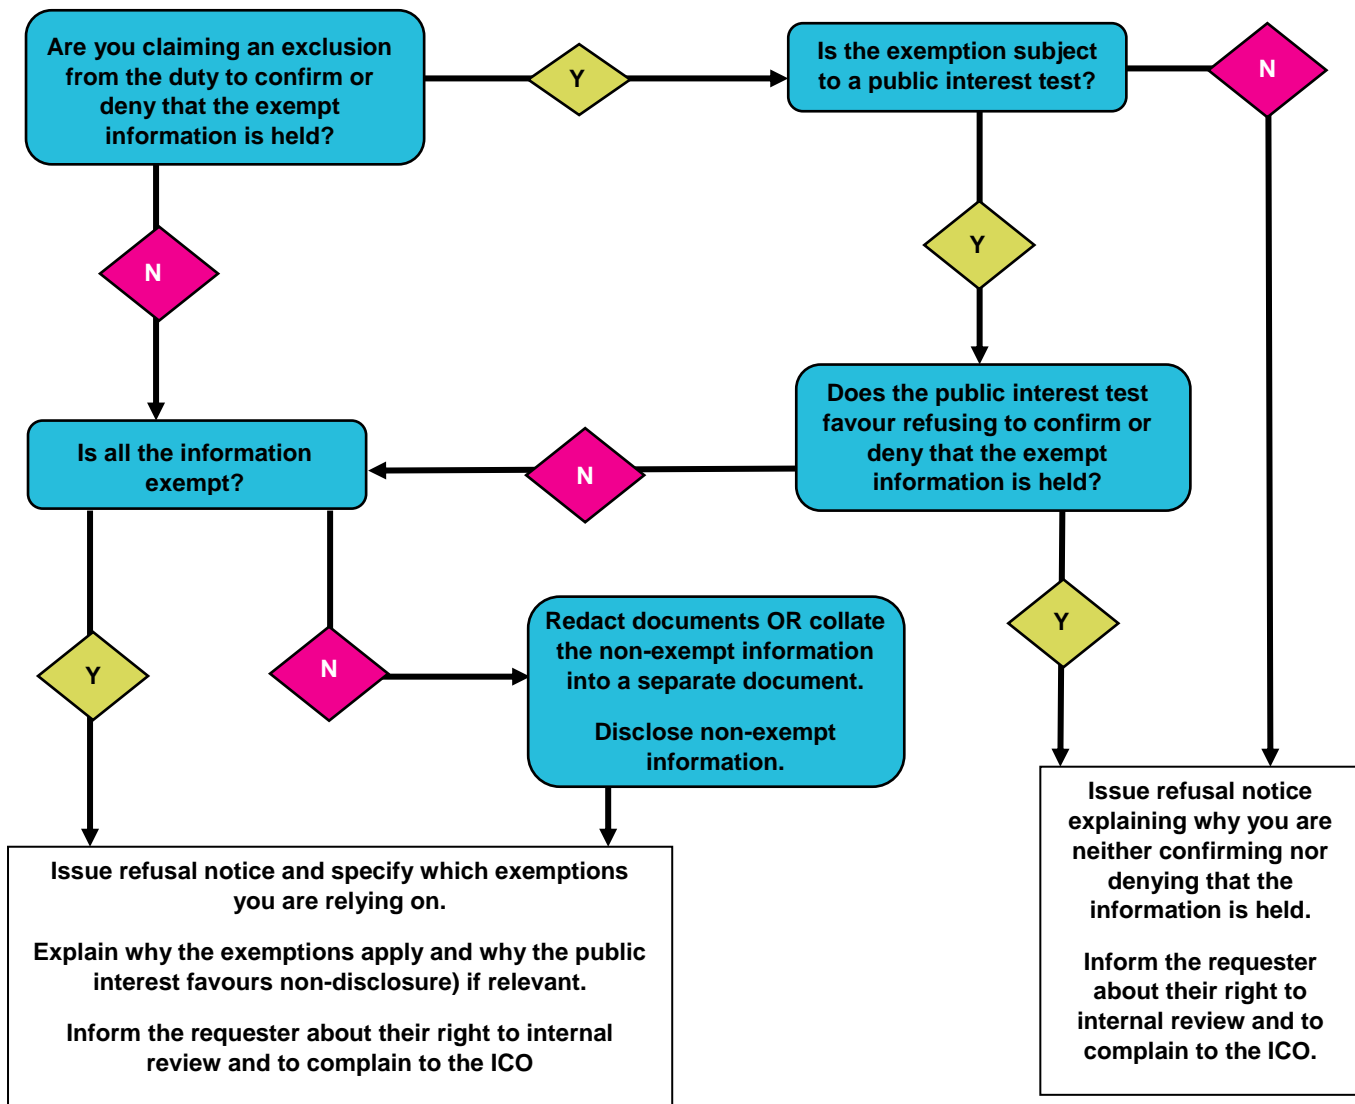 Are you claiming an exclusion
from the duty to confirm or
deny that the exempt
information is held?
Y
Is the exemption subject
to a public interest test?
N
N
Y
Is all the information
exempt?
N
Does the public interest test
favour refusing to confirm or
deny that the exempt
information is held?
Y
N
Redact documents OR collate
the non-exempt information
into a separate document.
Disclose non-exempt
information.
Y
Issue refusal notice and specify which exemptions
you are relying on.
Explain why the exemptions apply and why the public
interest favours non-disclosure) if relevant.
Inform the requester about their right to internal
review and to complain to the ICO
Issue refusal notice
explaining why you are
neither confirming nor
denying that the
information is held.
Inform the requester
about their right to
internal review and to
complain to the ICO.